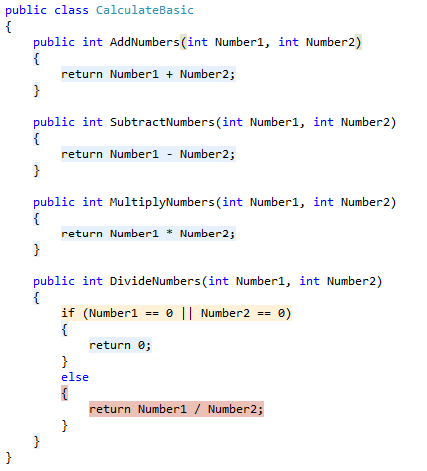 public class CalculateBasic
{
    public int AddNumbers(int Number1, int Number2)
    {
        return Number1 + Number2;
    }

    public int SubtractNumbers(int Number1, int Number2)
    {
        return Number1 - Number2;
    }

    public int MultiplyNumbers(int Number1, int Number2)
    {
        return Number1 * Number2;
    }

    public int DivideNumbers(int Number1, int Number2)
    {
        if (Number1 == 0 || Number2 == 0)
        {
            return 0;
        }
        else
        {
            return Number1 / Number2;
        }
    }
}